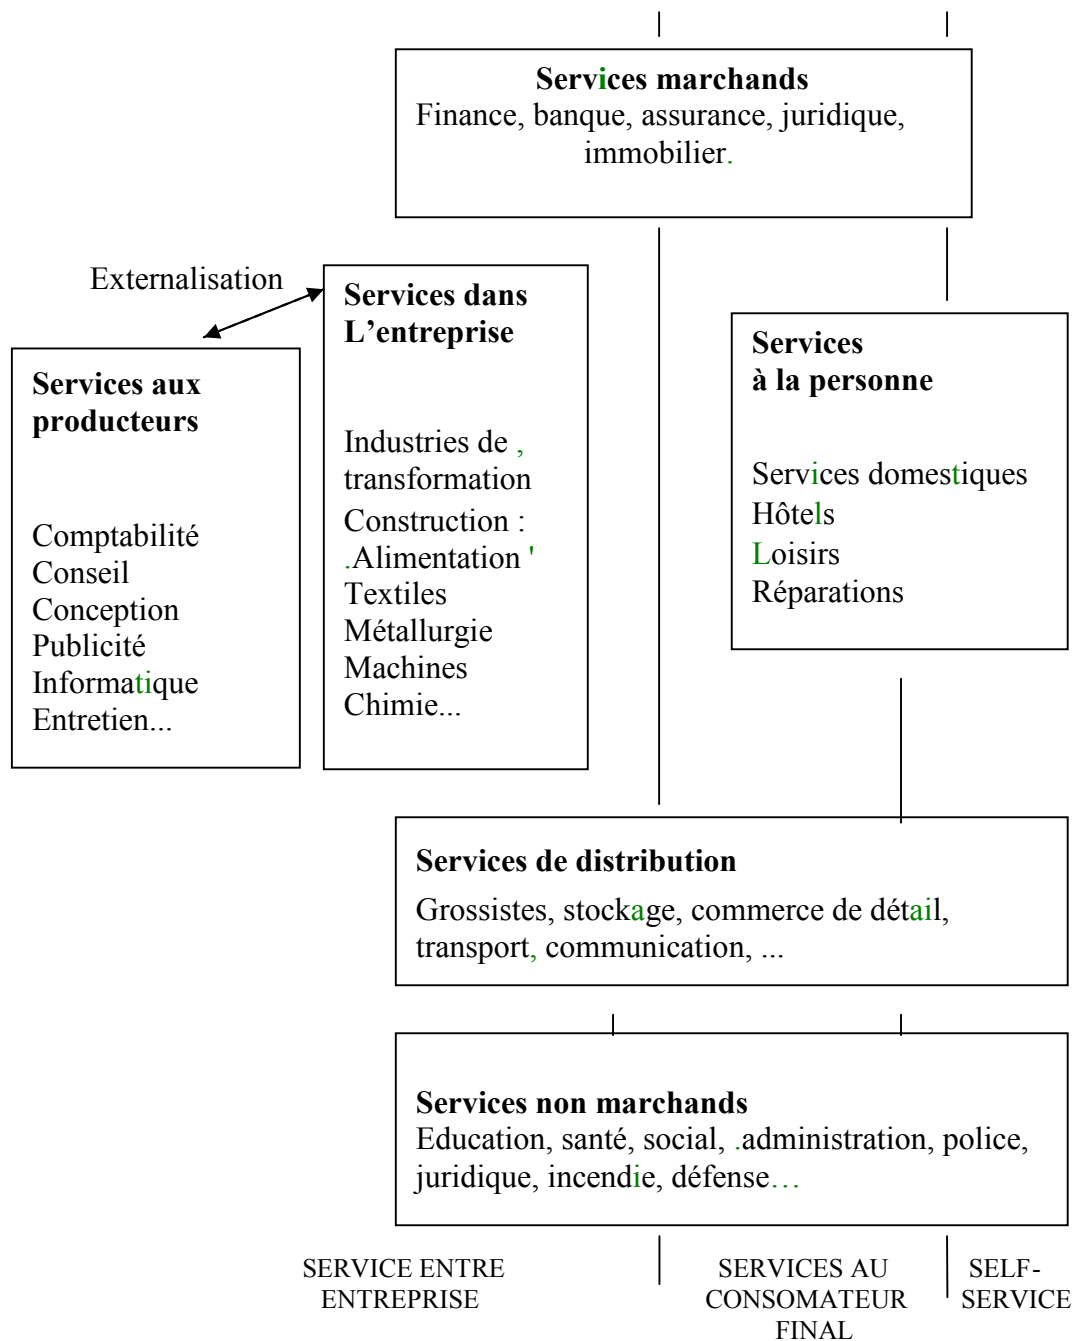 Services marchands
Finance, banque, assurance, juridique,
immobilier.
Externalisation
Services dans
L’entreprise
Industries de ,
transformation
Construction :
.Alimentation '
Textiles
Métallurgie
Machines
Chimie...
Services aux
producteurs
Comptabilité
Conseil
Conception
Publicité
Informatique
Entretien...
Services
à la personne
Services domestiques
Hôtels
Loisirs
Réparations
Services de distribution
Grossistes, stockage, commerce de détail,
transport, communication, ...
Services non marchands
Education, santé, social, .administration, police,
juridique, incendie, défense…
SERVICE ENTRE
ENTREPRISE
SERVICES AU
CONSOMATEUR
FINAL
SELF-
SERVICE